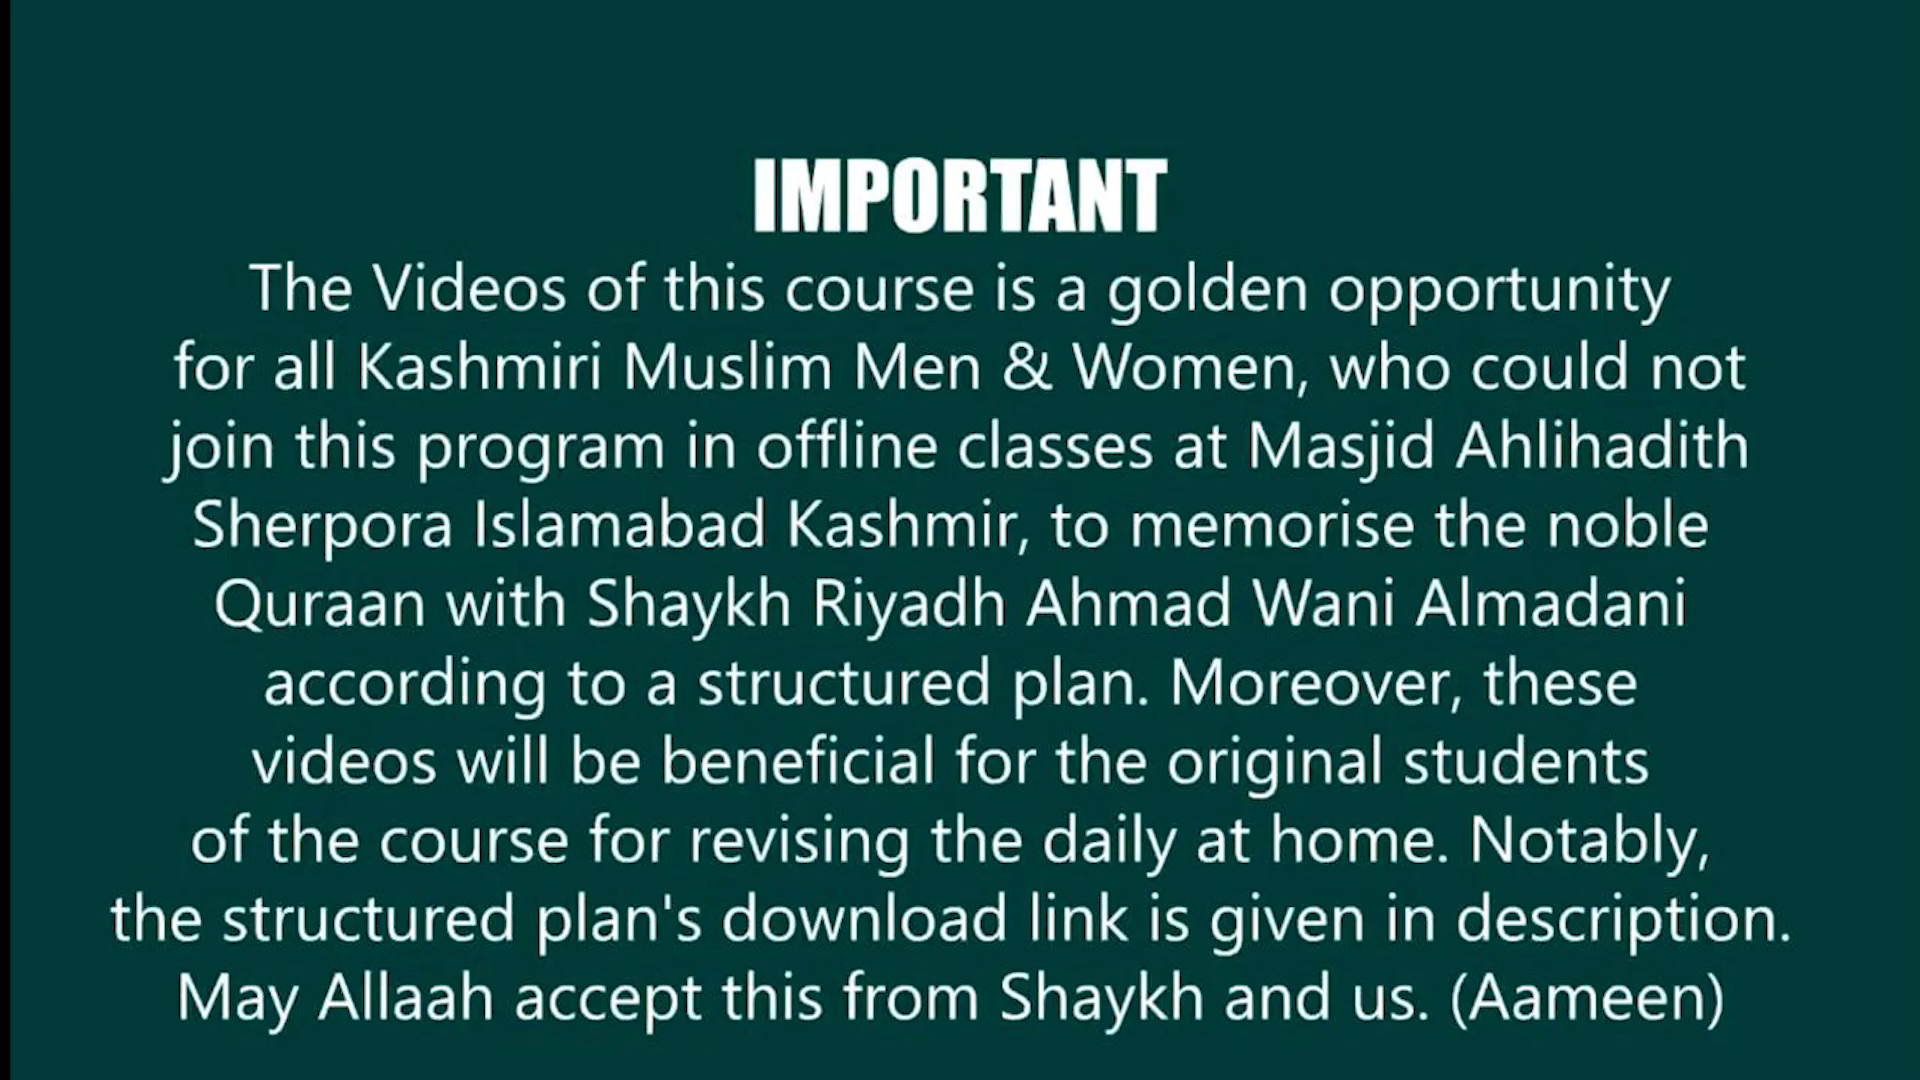 IMPORTANT
The Videos of this course is a golden opportunity
for all Kashmiri Muslim Men & Women, who could not
join this program in offline classes at Masjid Ahlihadith
Sherpora Islamabad Kashmir, to memorise the noble
Quraan with Shaykh Riyadh Ahmad Wani Almadani
according to a structured plan. Moreover, these
videos will be beneficial for the original students
of the course for revising the daily at home. Notably,
the structured plan's download link is given in description.
May Allaah accept this from Shaykh and us. (Aameen)